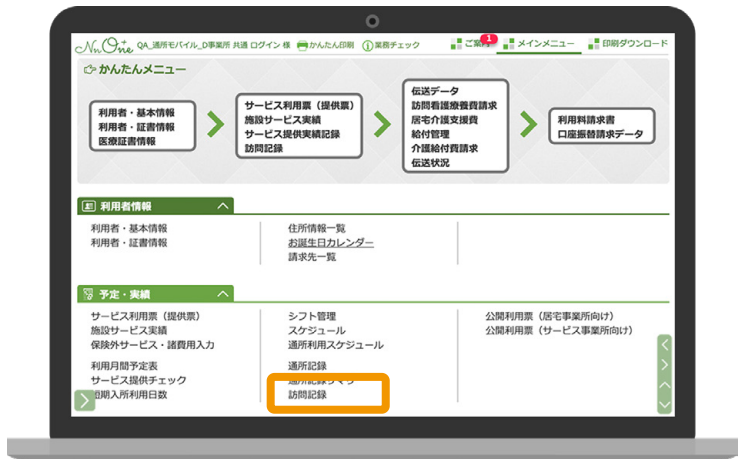 Nu One QA_通所モバイル_D事業所 共通 ログイン 様 かんたん印刷 業務チェック 1 メインメニュー 印刷ダウンロード
かんたんメニュー
利用者・基本情報
利用者・証書情報
医療証書情報
サービス利用票（提供票）
施設サービス実績
サービス提供実績記録
訪問記録
伝送データ
訪問看護療養費請求
居宅介護支援費
給付管理
介護給付費請求
伝送状況
利用料請求書
口座振替請求データ
利用者情報
利用者・基本情報
利用者・証書情報
住所情報一覧
お誕生日カレンダー
請求先一覧
予定・実績
サービス利用票（提供票）
施設サービス実績
保険外サービス・諸費用入力
利用月間予定表
サービス提供チェック
短期入所利用日数
シフト管理
スケジュール
通所利用スケジュール
通所記録
訪問記録
公開利用票（居宅事業所向け）
公開利用票（サービス事業所向け）